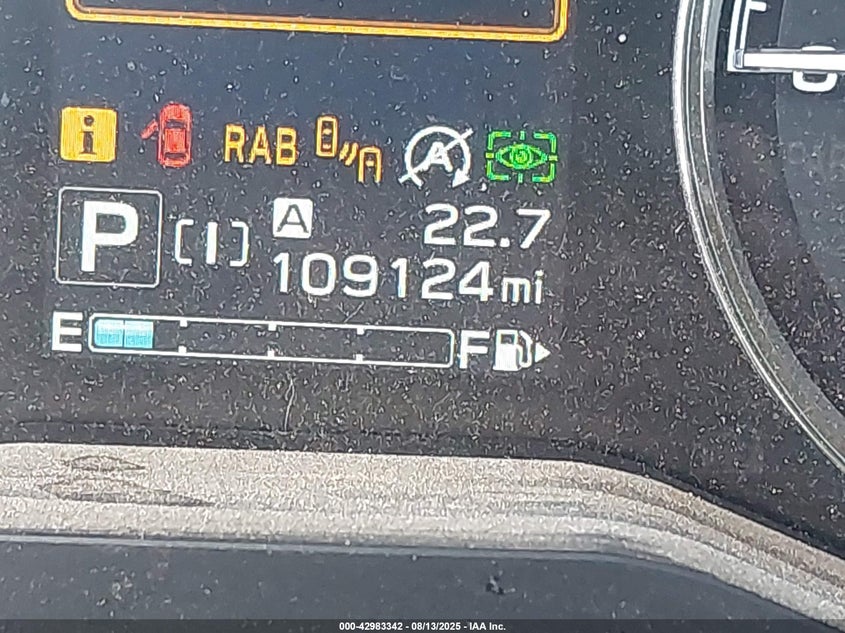 i
RAB
A
P
[I]
A 22.7
109124mi
E F
000-42983342 - 08/13/2025 - IAA Inc.